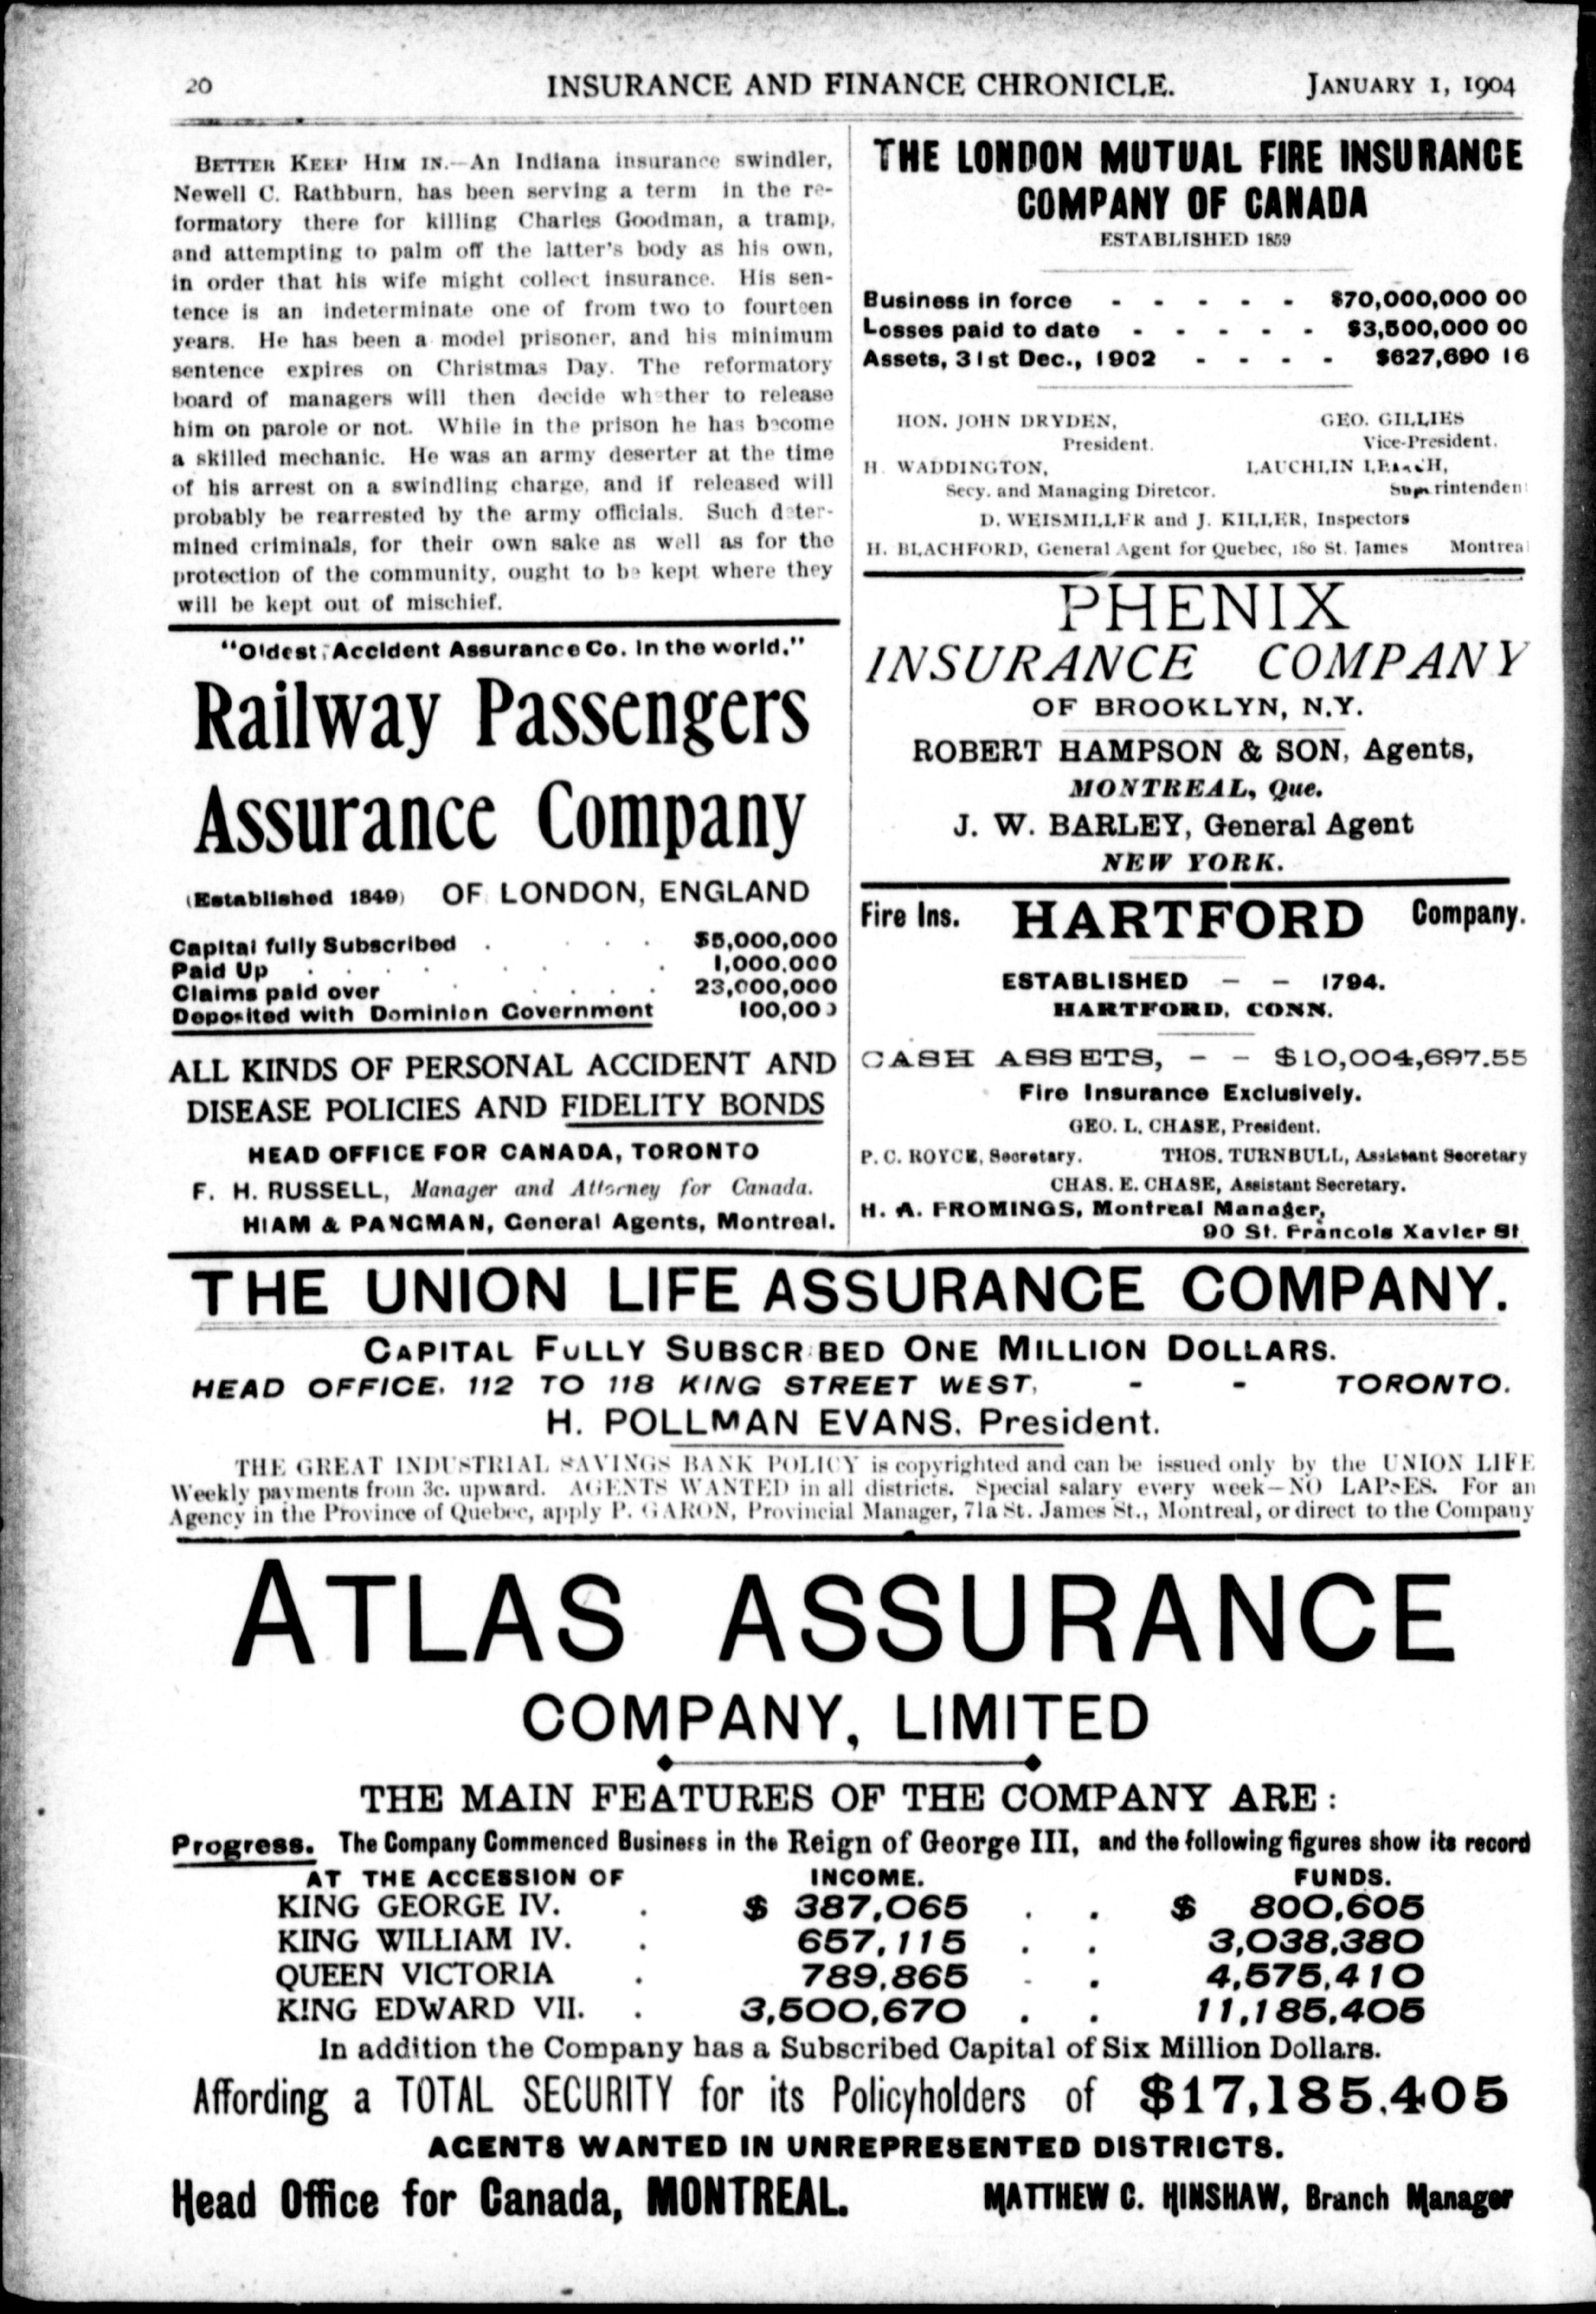 20 INSURANCE AND FINANCE CHRONICLE. JANUARY 1, 1904
BETTER KEEP HIM IN.—An Indiana insurance swindler,
Newell C. Rathburn, has been serving a term in the re-
formatory there for killing Charles Goodman, a tramp,
and attempting to palm off the latter's body as his own,
in order that his wife might collect insurance. His sen-
tence is an indeterminate one of from two to fourteen
years. He has been a model prisoner, and his minimum
sentence expires on Christmas Day. The reformatory
board of managers will then decide whether to release
him on parole or not. While in the prison he has become
a skilled mechanic. He was an army deserter at the time
of his arrest on a swindling charge, and if released will
probably be rearrested by the army officials. Such deter-
mined criminals, for their own sake as well as for the
protection of the community, ought to be kept where they
will be kept out of mischief.
"Oldest Accident Assurance Co. in the world."
Railway Passengers
Assurance Company
(Established 1849) OF LONDON, ENGLAND
Capital fully Subscribed . . . . $5,000,000
Paid Up . . . . . . . 1,000,000
Claims paid over . . . . . 23,000,000
Deposited with Dominion Government 100,000
ALL KINDS OF PERSONAL ACCIDENT AND
DISEASE POLICIES AND FIDELITY BONDS
HEAD OFFICE FOR CANADA, TORONTO
F. H. RUSSELL, Manager and Attorney for Canada.
HIAM & PANGMAN, General Agents, Montreal.
THE LONDON MUTUAL FIRE INSURANCE
COMPANY OF CANADA
ESTABLISHED 1859
Business in force - - - - - $70,000,000 00
Losses paid to date - - - - - $3,500,000 00
Assets, 31st Dec., 1902 - - - - $627,690 16
HON. JOHN DRYDEN, GEO. GILLIES
President. Vice-President.
H. WADDINGTON, LAUCHLIN LEITCH,
Secy. and Managing Diretcor. Superintendent
D. WEISMILLER and J. KILLER, Inspectors
H. BLACHFORD, General Agent for Quebec, 180 St. James Montreal
PHENIX
INSURANCE COMPANY
OF BROOKLYN, N.Y.
ROBERT HAMPSON & SON, Agents,
MONTREAL, Que.
J. W. BARLEY, General Agent
NEW YORK.
Fire Ins. HARTFORD Company.
ESTABLISHED - - 1794.
HARTFORD, CONN.
CASH ASSETS, - - $10,004,697.55
Fire Insurance Exclusively.
GEO. L. CHASE, President.
P. C. ROYCE, Secretary. THOS. TURNBULL, Assistant Secretary
CHAS. E. CHASE, Assistant Secretary.
H. A. FROMINGS, Montreal Manager,
90 St. Francois Xavier St
THE UNION LIFE ASSURANCE COMPANY.
CAPITAL FULLY SUBSCRIBED ONE MILLION DOLLARS.
HEAD OFFICE, 112 TO 118 KING STREET WEST, - - TORONTO.
H. POLLMAN EVANS, President.
THE GREAT INDUSTRIAL SAVINGS BANK POLICY is copyrighted and can be issued only by the UNION LIFE
Weekly payments from 3c. upward. AGENTS WANTED in all districts. Special salary every week—NO LAPSES. For an
Agency in the Province of Quebec, apply P. GARON, Provincial Manager, 71a St. James St., Montreal, or direct to the Company
ATLAS ASSURANCE
COMPANY, LIMITED
THE MAIN FEATURES OF THE COMPANY ARE:
Progress. The Company Commenced Business in the Reign of George III, and the following figures show its record
AT THE ACCESSION OF INCOME. FUNDS.
KING GEORGE IV. . $ 387,065 . . $ 800,605
KING WILLIAM IV. . 657,115 . . 3,038,380
QUEEN VICTORIA . 789,865 - . 4,575,410
KING EDWARD VII. . 3,500,670 . . 11,185,405
In addition the Company has a Subscribed Capital of Six Million Dollars.
Affording a TOTAL SECURITY for its Policyholders of $17,185,405
AGENTS WANTED IN UNREPRESENTED DISTRICTS.
Head Office for Canada, MONTREAL. MATTHEW C. HINSHAW, Branch Manager